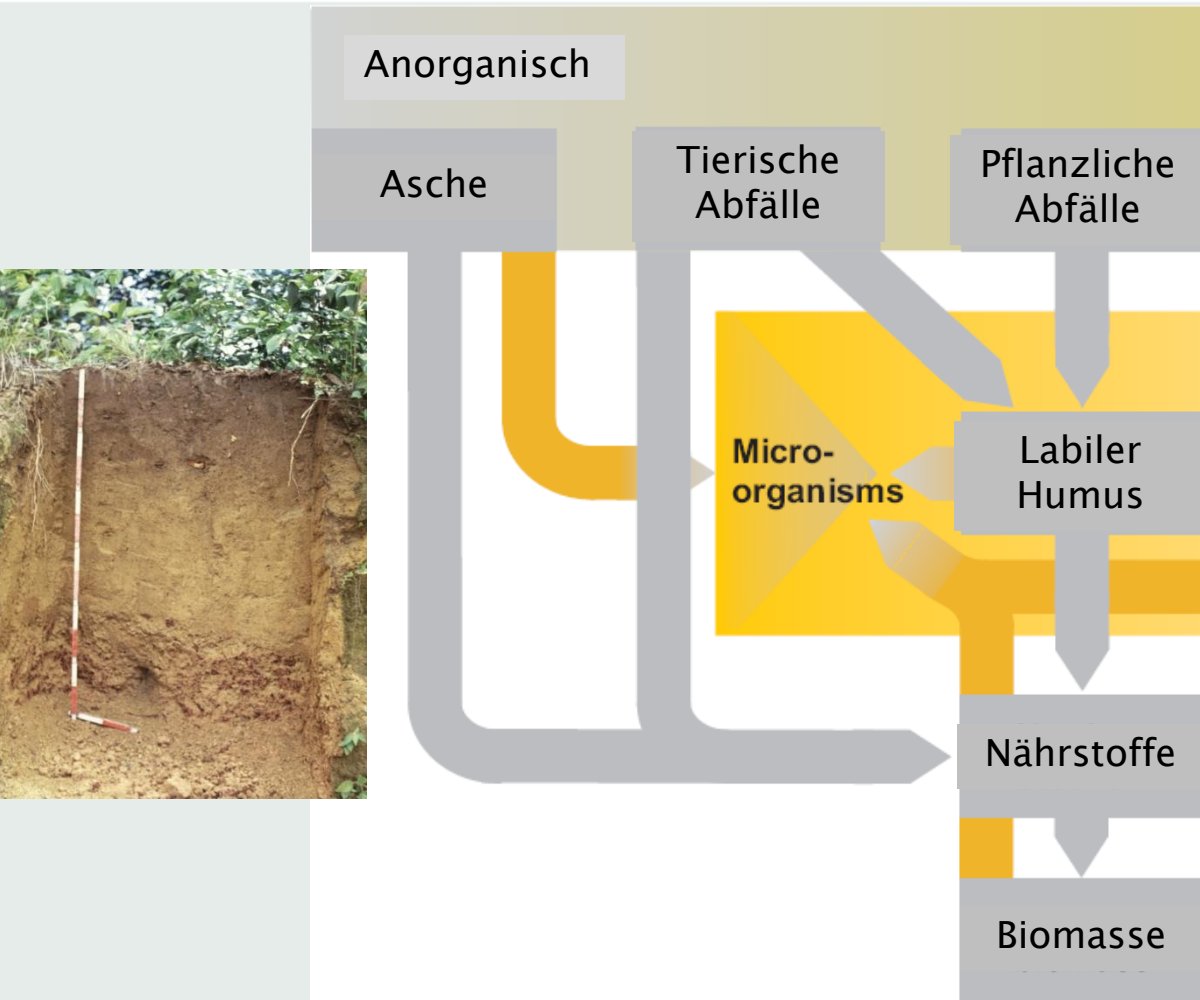 Anorganisch
Asche
Tierische
Abfälle
Pflanzliche
Abfälle
Micro-
organisms
Labiler
Humus
Nährstoffe
Biomasse